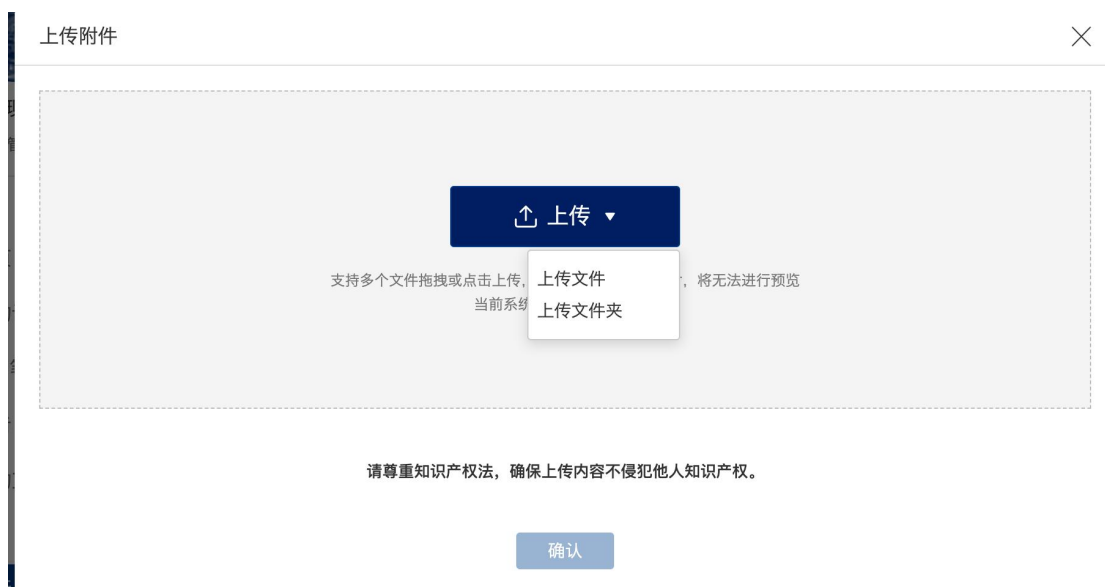 上传附件
上传
支持多个文件拖拽或点击上传,
，将无法进行预览
当前系统
上传文件
上传文件夹
请尊重知识产权法，确保上传内容不侵犯他人知识产权。
确认